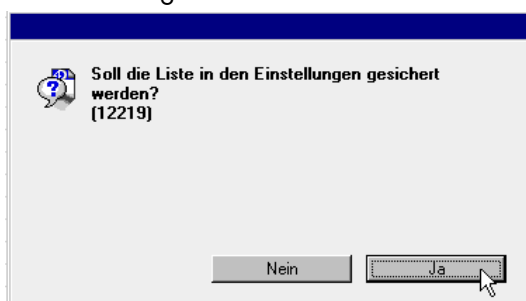 Soll die Liste in den Einstellungen gesichert
werden?
(12219)
Nein
Ja